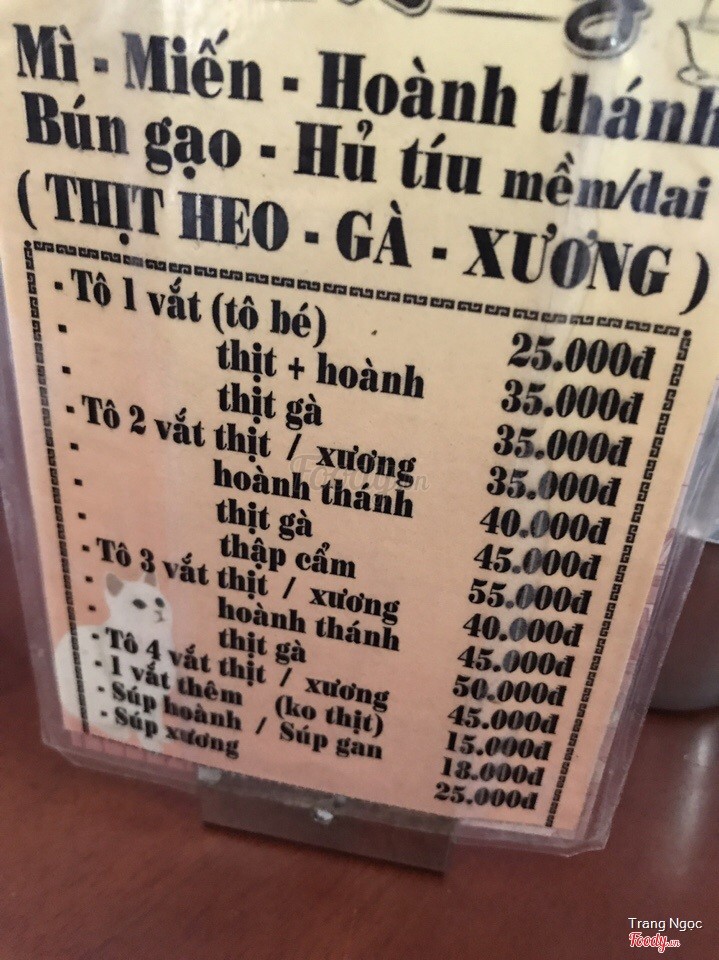 Mì - Miến - Hoành thánh
Bún gạo - Hủ tíu mềm/dai
( THỊT HEO - GÀ - XƯƠNG )
- Tô 1 vắt (tô bé) 25.000đ
- thịt + hoành 35.000đ
- thịt gà 35.000đ
- Tô 2 vắt thịt / xương 35.000đ
- hoành thánh 40.000đ
- thịt gà 45.000đ
- thập cẩm 55.000đ
- Tô 3 vắt thịt / xương 40.000đ
- hoành thánh 45.000đ
- thịt gà 50.000đ
- Tô 4 vắt thịt / xương 45.000đ
- 1 vắt thêm (ko thịt) 15.000đ
- Súp hoành / Súp gan 18.000đ
- Súp xương 25.000đ
Foody.vn
Trang Ngọc
Foody.vn